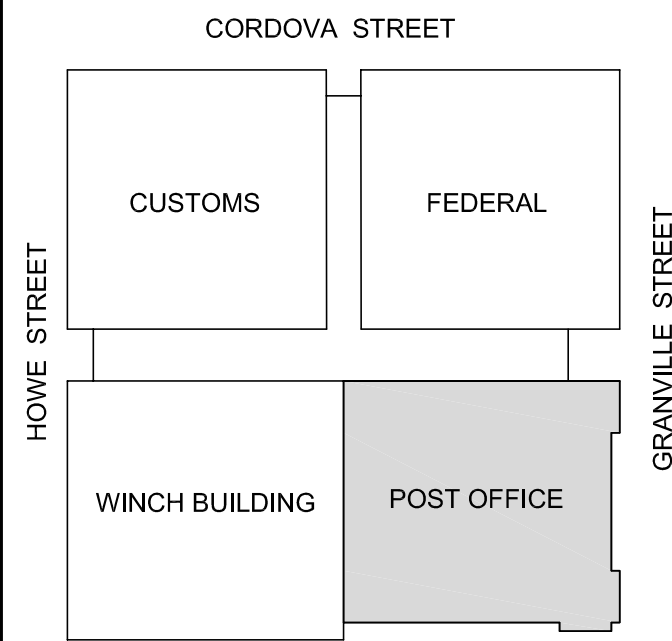 CORDOVA STREET
CUSTOMS
FEDERAL
HOWE STREET
GRANVILLE STREET
WINCH BUILDING
POST OFFICE